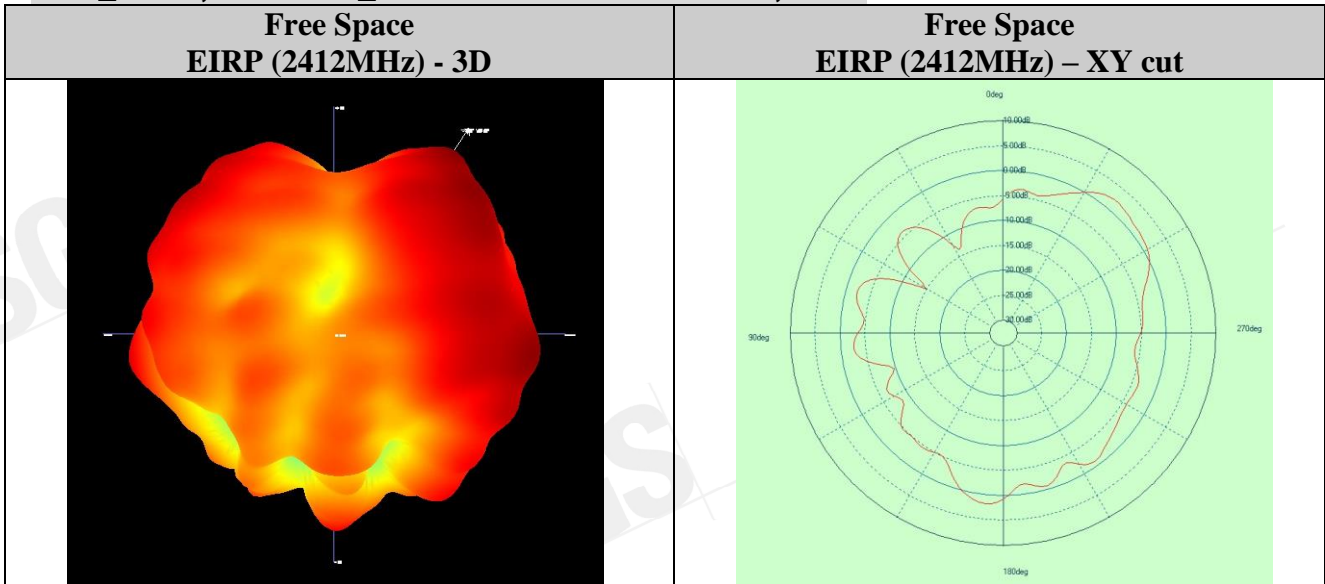 Free Space
EIRP (2412MHz) - 3D
Free Space
EIRP (2412MHz) – XY cut
0deg
10.00dB
5.00dB
0.00dB
-5.00dB
-10.00dB
-15.00dB
-20.00dB
-25.00dB
-30.00dB
90deg
270deg
180deg